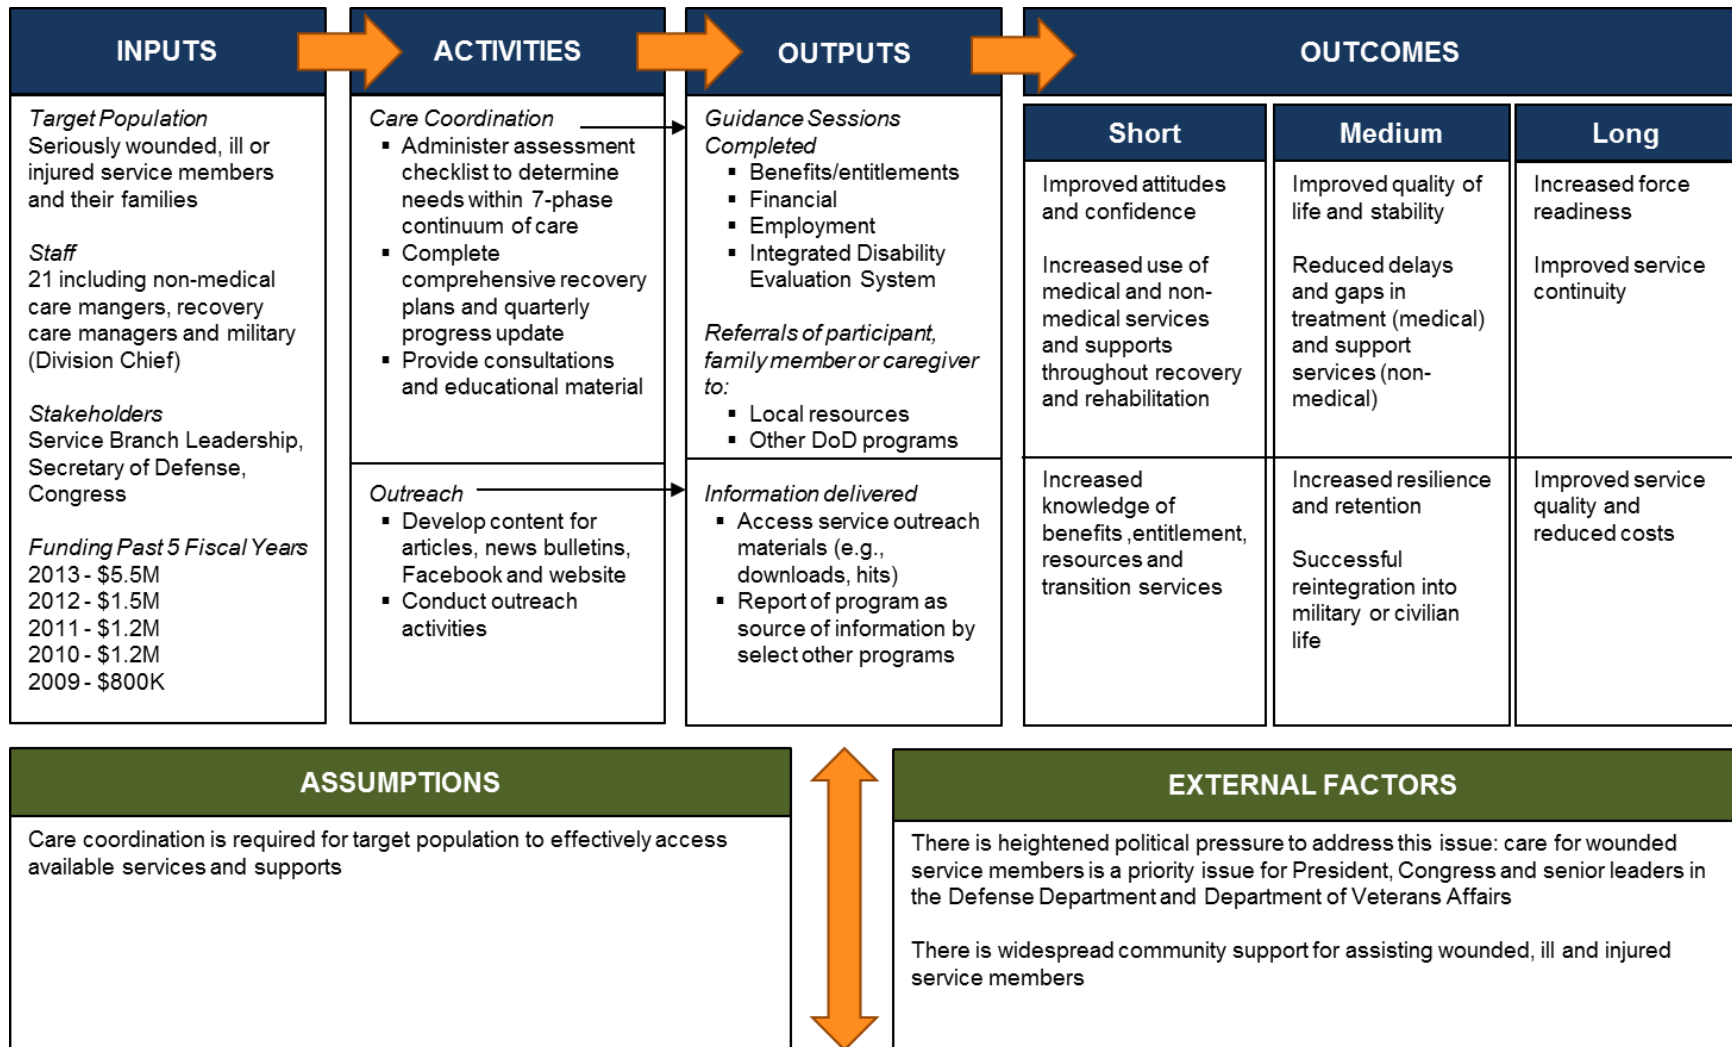 INPUTS
Target Population
Seriously wounded, ill or
injured service members
and their families
Staff
21 including non-medical
care mangers, recovery
care managers and military
(Division Chief)
Stakeholders
Service Branch Leadership,
Secretary of Defense,
Congress
Funding Past 5 Fiscal Years
2013 - $5.5M
2012 - $1.5M
2011 - $1.2M
2010 - $1.2M
2009 - $800K
ACTIVITIES
Care Coordination
▪ Administer assessment
checklist to determine
needs within 7-phase
continuum of care
▪ Complete
comprehensive recovery
plans and quarterly
progress update
▪ Provide consultations
and educational material
Outreach
▪ Develop content for
articles, news bulletins,
Facebook and website
▪ Conduct outreach
activities
OUTPUTS
Guidance Sessions
Completed
▪ Benefits/entitlements
▪ Financial
▪ Employment
▪ Integrated Disability
Evaluation System
Referrals of participant,
family member or caregiver
to:
▪ Local resources
▪ Other DoD programs
Information delivered
▪ Access service outreach
materials (e.g.,
downloads, hits)
▪ Report of program as
source of information by
select other programs
OUTCOMES
Short
Improved attitudes
and confidence
Increased use of
medical and non-
medical services
and supports
throughout recovery
and rehabilitation
Increased
knowledge of
benefits ,entitlement,
resources and
transition services
Medium
Improved quality of
life and stability
Reduced delays
and gaps in
treatment (medical)
and support
services (non-
medical)
Increased resilience
and retention
Successful
reintegration into
military or civilian
life
Long
Increased force
readiness
Improved service
continuity
Improved service
quality and
reduced costs
ASSUMPTIONS
Care coordination is required for target population to effectively access
available services and supports
EXTERNAL FACTORS
There is heightened political pressure to address this issue: care for wounded
service members is a priority issue for President, Congress and senior leaders in
the Defense Department and Department of Veterans Affairs
There is widespread community support for assisting wounded, ill and injured
service members